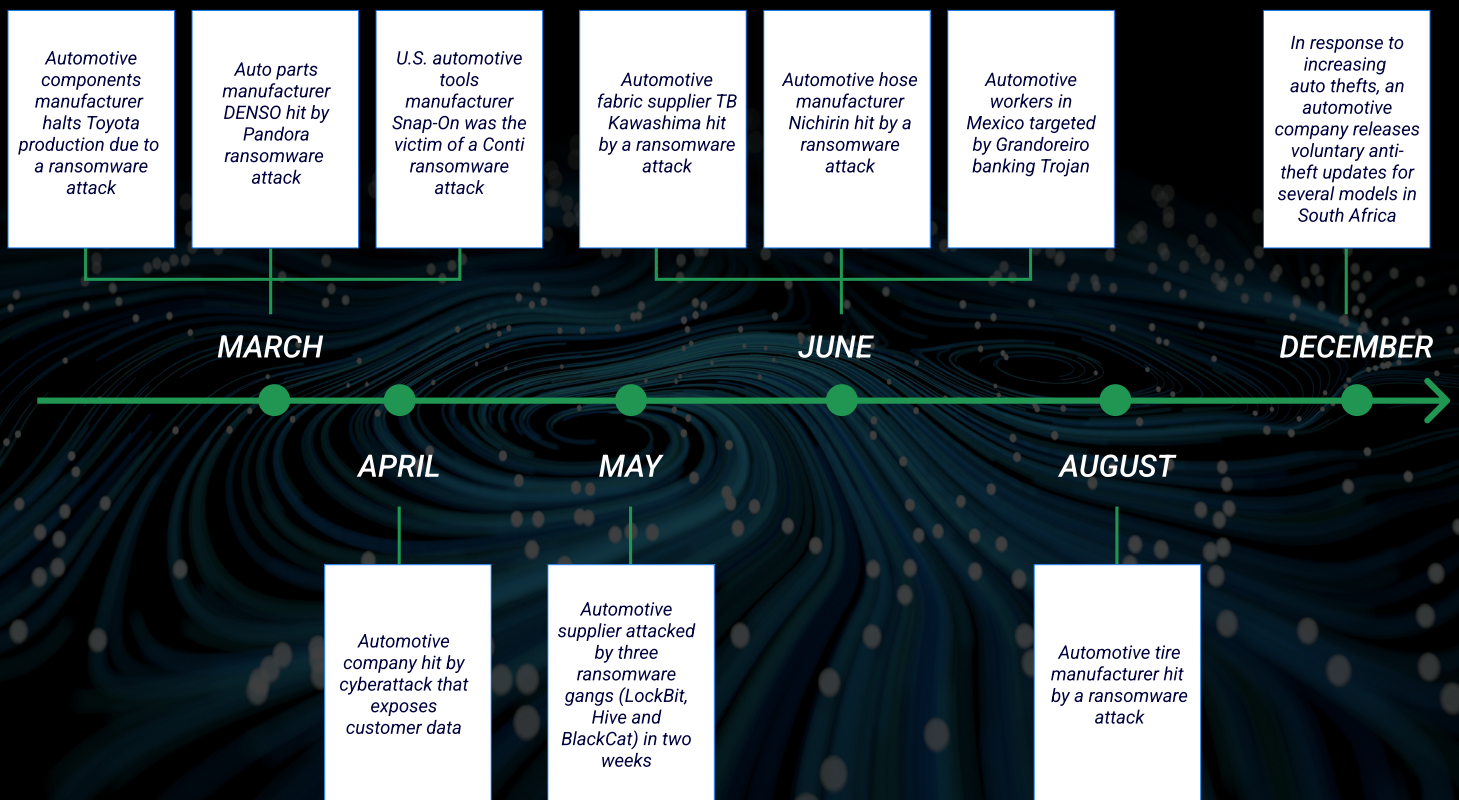 Automotive
components
manufacturer
halts Toyota
production due to
a ransomware
attack
Auto parts
manufacturer
DENSO hit by
Pandora
ransomware
attack
U.S. automotive
tools
manufacturer
Snap-On was the
victim of a Conti
ransomware
attack
Automotive
fabric supplier TB
Kawashima hit
by a ransomware
attack
Automotive hose
manufacturer
Nichirin hit by a
ransomware
attack
Automotive
workers in
Mexico targeted
by Grandoreiro
banking Trojan
In response to
increasing
auto thefts, an
automotive
company releases
voluntary anti-
theft updates for
several models in
South Africa
MARCH
JUNE
DECEMBER
APRIL
MAY
AUGUST
Automotive
company hit by
cyberattack that
exposes
customer data
Automotive
supplier attacked
by three
ransomware
gangs (LockBit,
Hive and
BlackCat) in two
weeks
Automotive tire
manufacturer hit
by a ransomware
attack